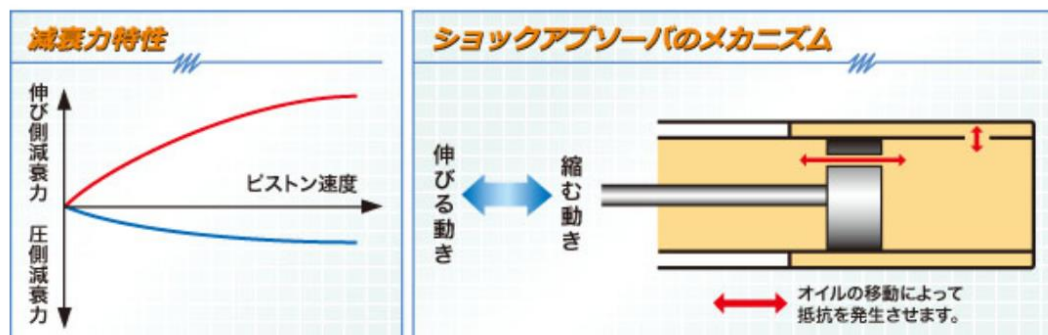 減衰力特性
伸び側減衰力
圧側減衰力
ピストン速度
ショックアブソーバのメカニズム
伸びる動き
縮む動き
オイルの移動によって
抵抗を発生させます。